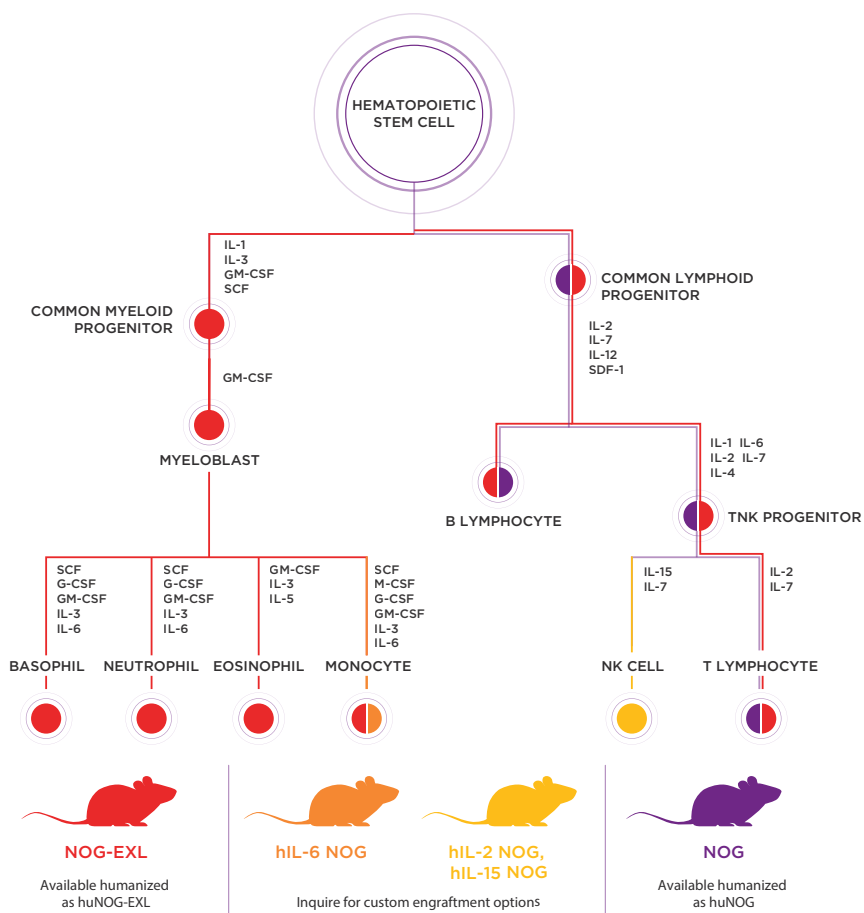 HEMATOPOIETIC
STEM CELL
IL-1
IL-3
GM-CSF
SCF
COMMON MYELOID
PROGENITOR
GM-CSF
MYELOBLAST
COMMON LYMPHOID
PROGENITOR
IL-2
IL-7
IL-12
SDF-1
B LYMPHOCYTE
IL-1 IL-6
IL-2 IL-7
IL-4
TNK PROGENITOR
SCF
G-CSF
GM-CSF
IL-3
IL-6
BASOPHIL
SCF
G-CSF
GM-CSF
IL-3
IL-6
NEUTROPHIL
GM-CSF
IL-3
IL-5
EOSINOPHIL
SCF
M-CSF
G-CSF
GM-CSF
IL-3
IL-6
MONOCYTE
IL-15
IL-7
NK CELL
IL-2
IL-7
T LYMPHOCYTE
NOG-EXL
Available humanized
as huNOG-EXL
hIL-6 NOG
hIL-2 NOG,
hIL-15 NOG
Inquire for custom engraftment options
NOG
Available humanized
as huNOG